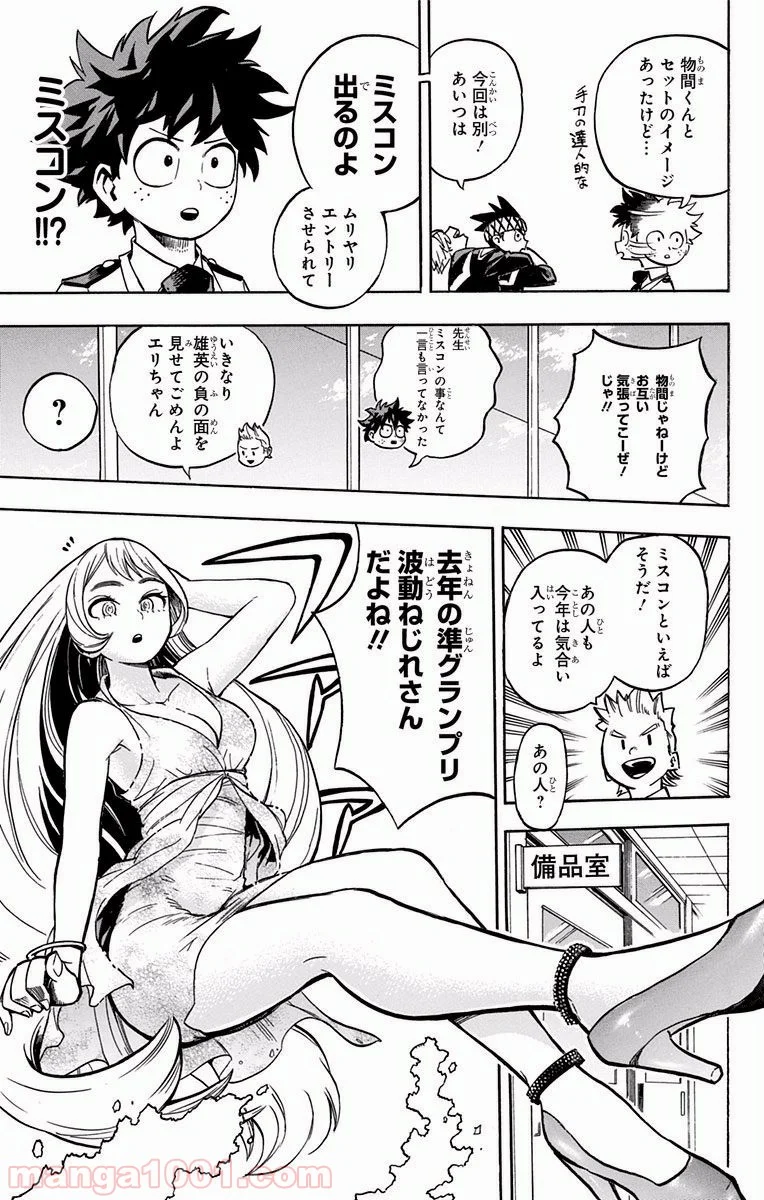 物間くんと
セットのイメージ
あったけど…
手刀の達人的な
今回は別!
あいつは
ミスコン
出るのよ
ムリヤリ
エントリー
させられて
ミスコン!!?
物間じゃねーけど
お互い
気張ってこーぜ!
じゃ!!
先生
ミスコンの事なんて
一言も言ってなかった
いきなり
雄英の負の面を
見せてごめんよ
エリちゃん
?
ミスコンといえば
そうだ!
あの人も
今年は気合い
入ってるよ
あの人?
備品室
去年の準グランプリ
波動ねじれさん
だよね!!
manga1001.com